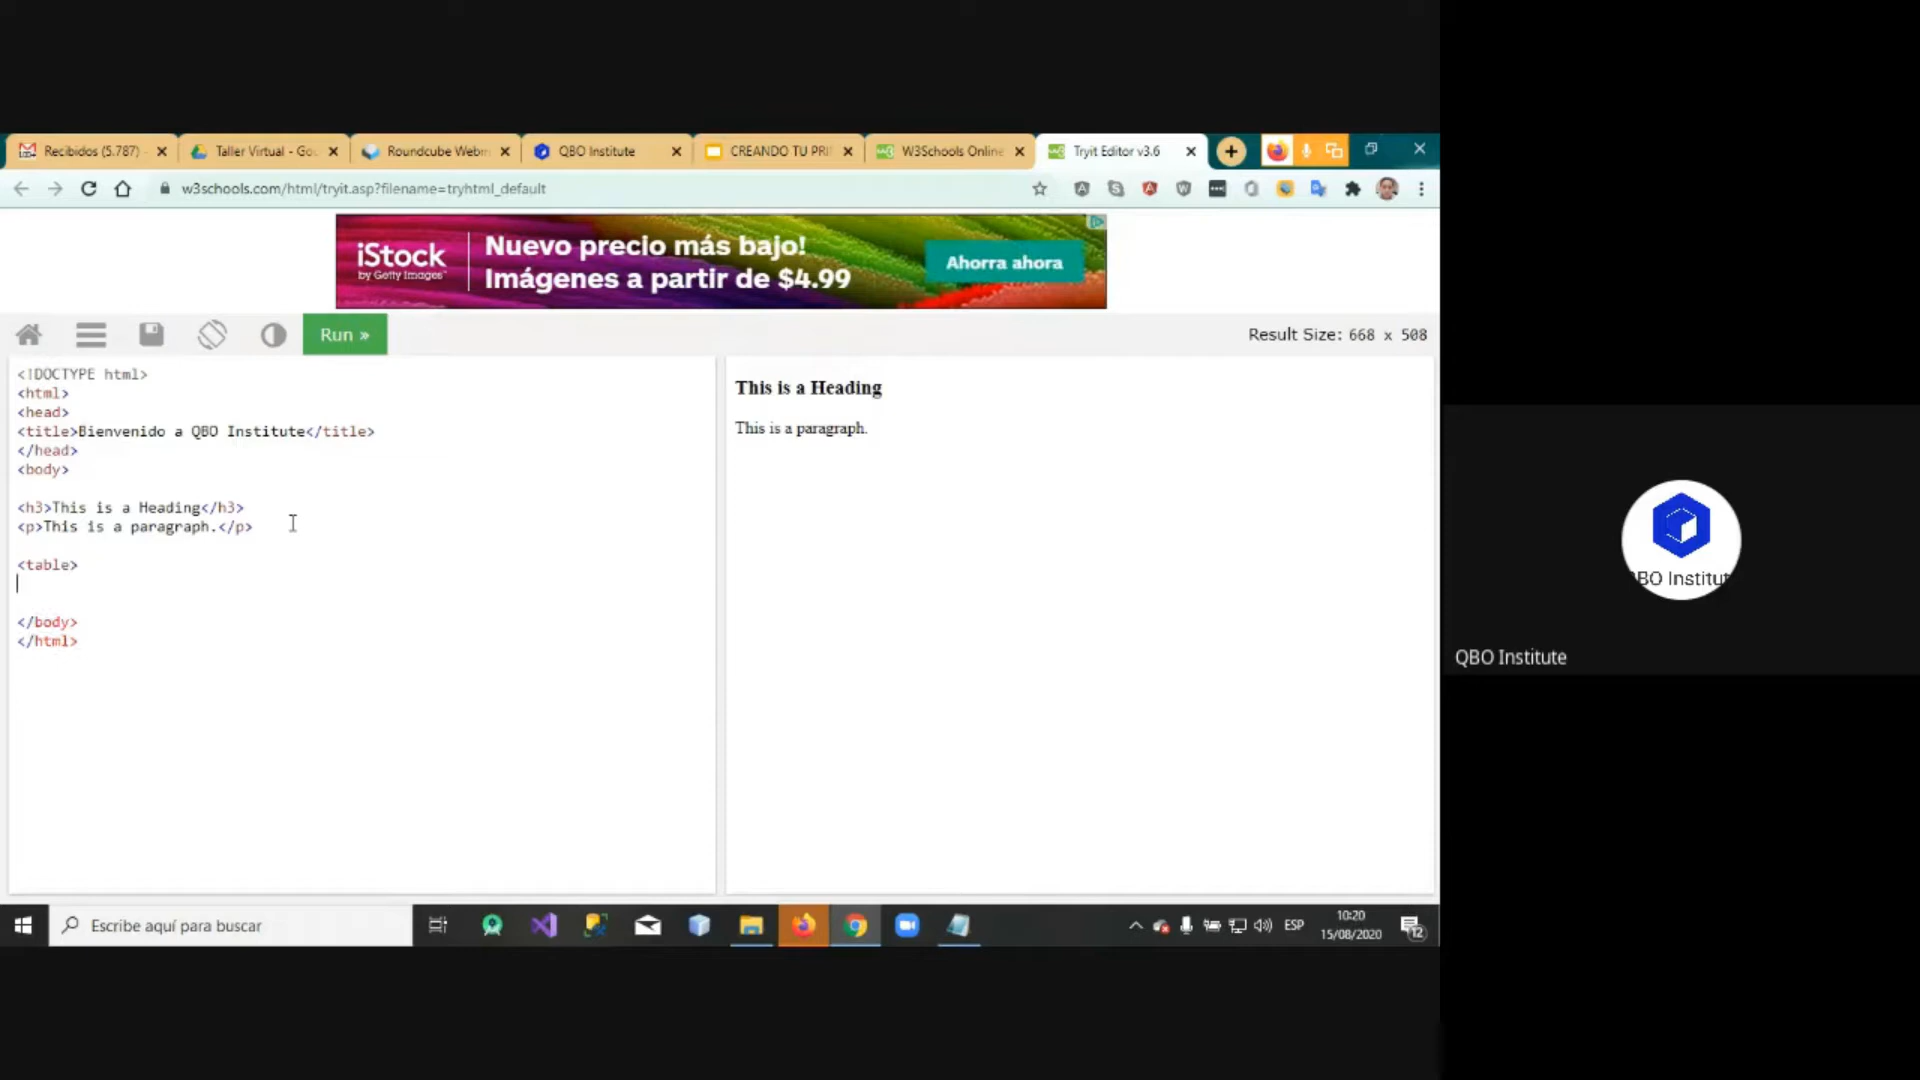 Recibidos (5.787)
Taller Virtual - Go
Roundcube Webm
QBO Institute
CREANDO TU PRI
W3Schools Online
Tryit Editor v3.6
w3schools.com/html/tryit.asp?filename=tryhtml_default
iStock
by Getty Images™
Nuevo precio más bajo!
Imágenes a partir de $4.99
Ahorra ahora
Run »
Result Size: 668 x 508
<!DOCTYPE html>
<html>
<head>
<title>Bienvenido a QBO Institute</title>
</head>
<body>
<h3>This is a Heading</h3>
<p>This is a paragraph.</p>
<table>
</body>
</html>
This is a Heading
This is a paragraph.
BO Institut
QBO Institute
Escribe aquí para buscar
ESP
10:20
15/08/2020
12